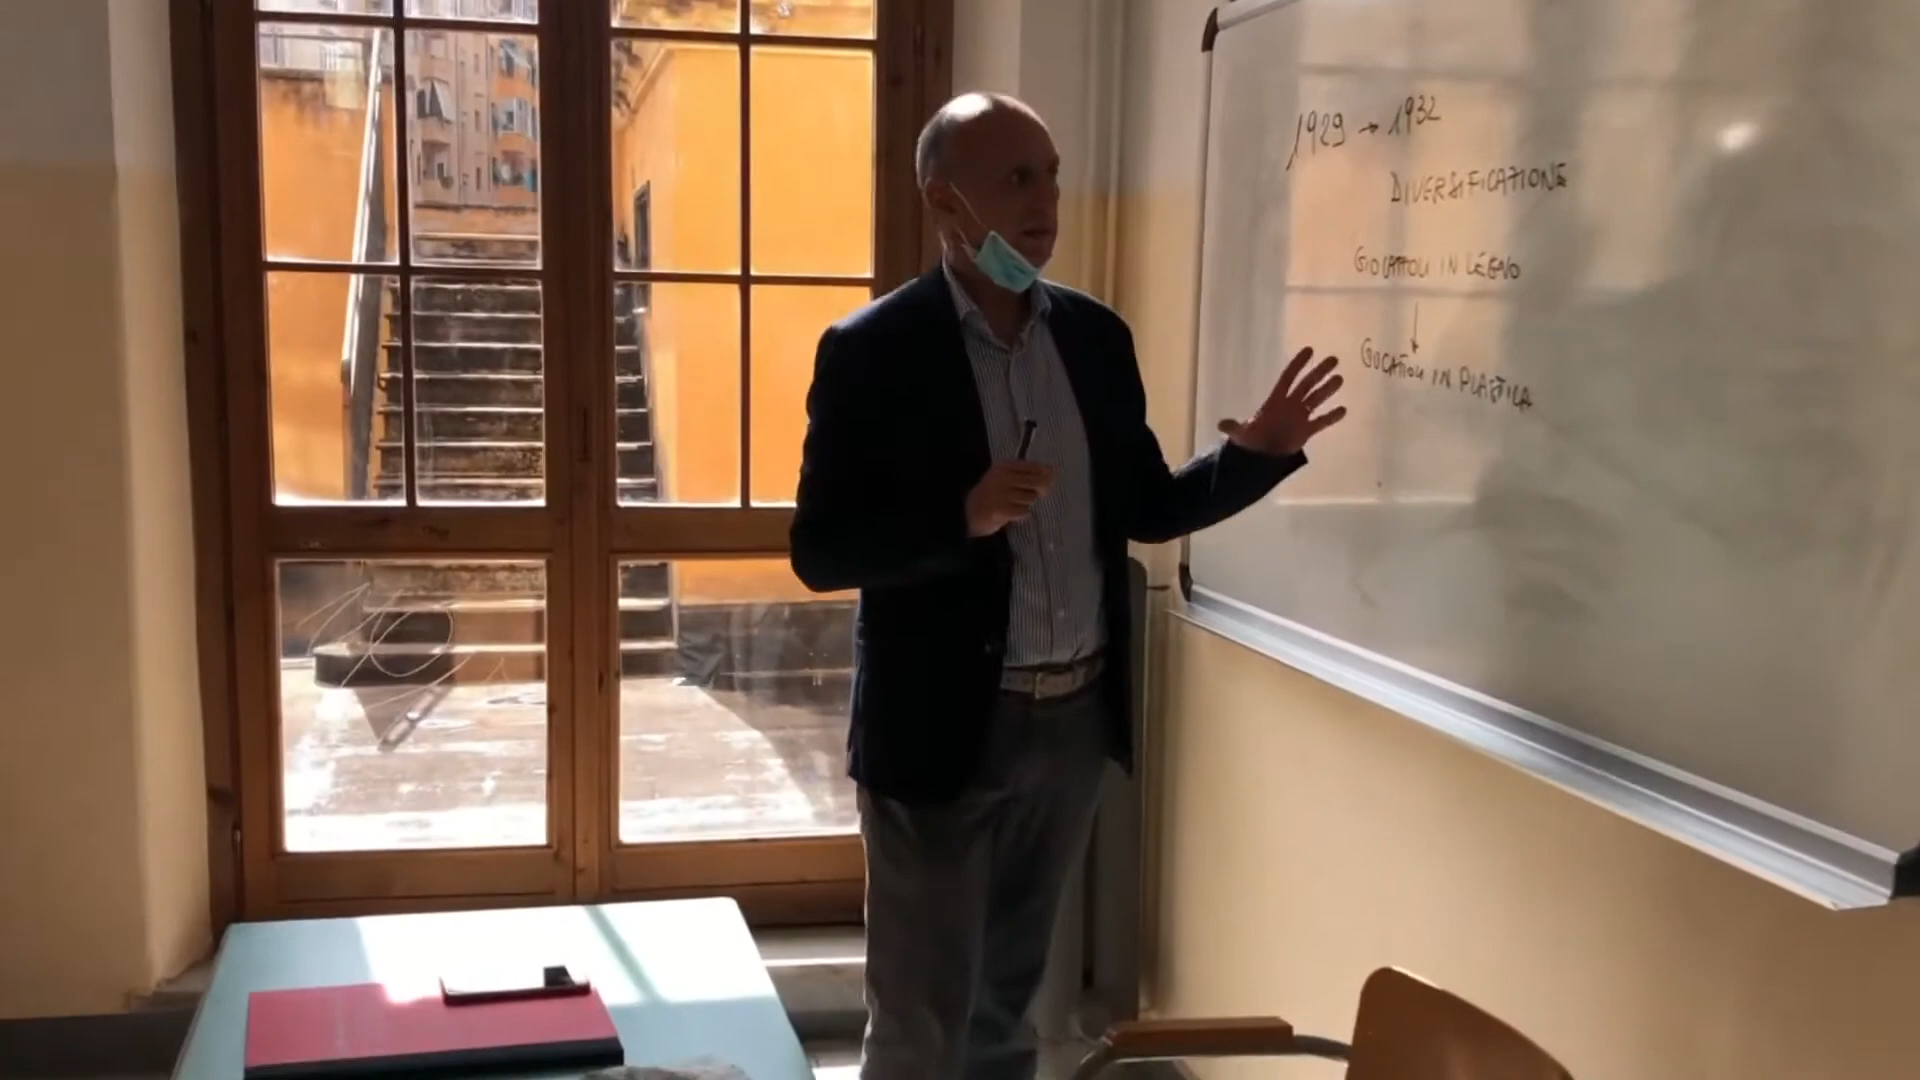 1929 → 1932
DIVERSIFICATIONE
GIOCATTOLI IN LEGNO
GIOCATTOLI IN PLASTICA